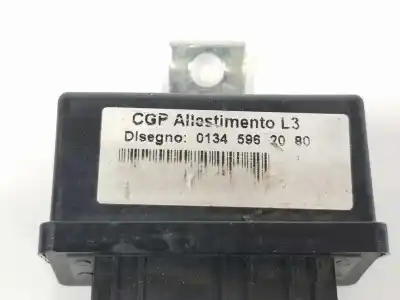 CGP Allestimento L3
Disegno: 0134 596 20 80